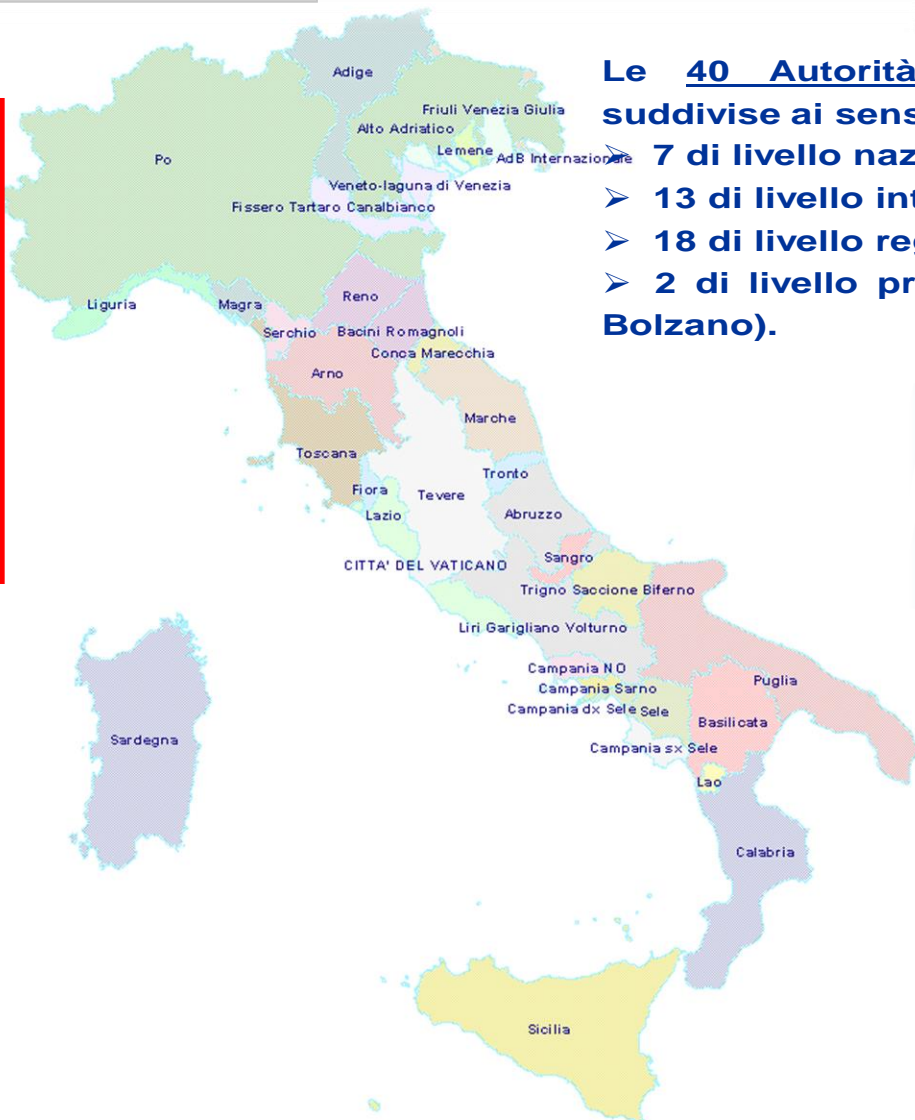 Le 40 Autorità
suddivise ai sens
➢ 7 di livello naz
➢ 13 di livello int
➢ 18 di livello reg
➢ 2 di livello pr
Bolzano).
Adige
Friuli Venezia Giulia
Alto Adriatico
Po
Lemene
AdB Internazionale
Veneto-laguna di Venezia
Fissero Tartaro Canalbianco
Liguria
Magra
Reno
Serchio
Bacini Romagnoli
Conca Marecchia
Arno
Marche
Toscana
Tronto
Fiora
Tevere
Lazio
Abruzzo
Sangro
CITTA' DEL VATICANO
Trigno Saccione Biferno
Liri Garigliano Volturno
Campania NO
Puglia
Campania Sarno
Campania dx Sele
Sele
Basilicata
Sardegna
Campania sx Sele
Lao
Calabria
Sicilia